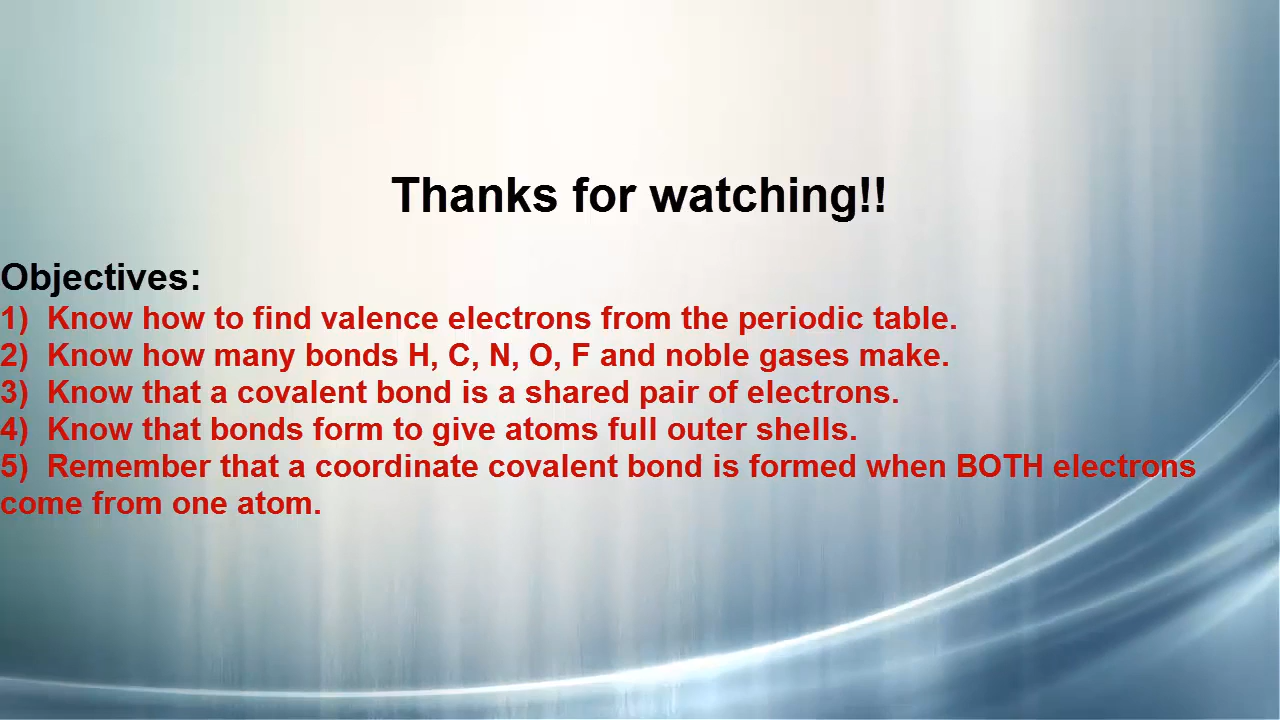 Thanks for watching!!
Objectives:
1)  Know how to find valence electrons from the periodic table.
2)  Know how many bonds H, C, N, O, F and noble gases make.
3)  Know that a covalent bond is a shared pair of electrons.
4)  Know that bonds form to give atoms full outer shells.
5)  Remember that a coordinate covalent bond is formed when BOTH electrons
come from one atom.